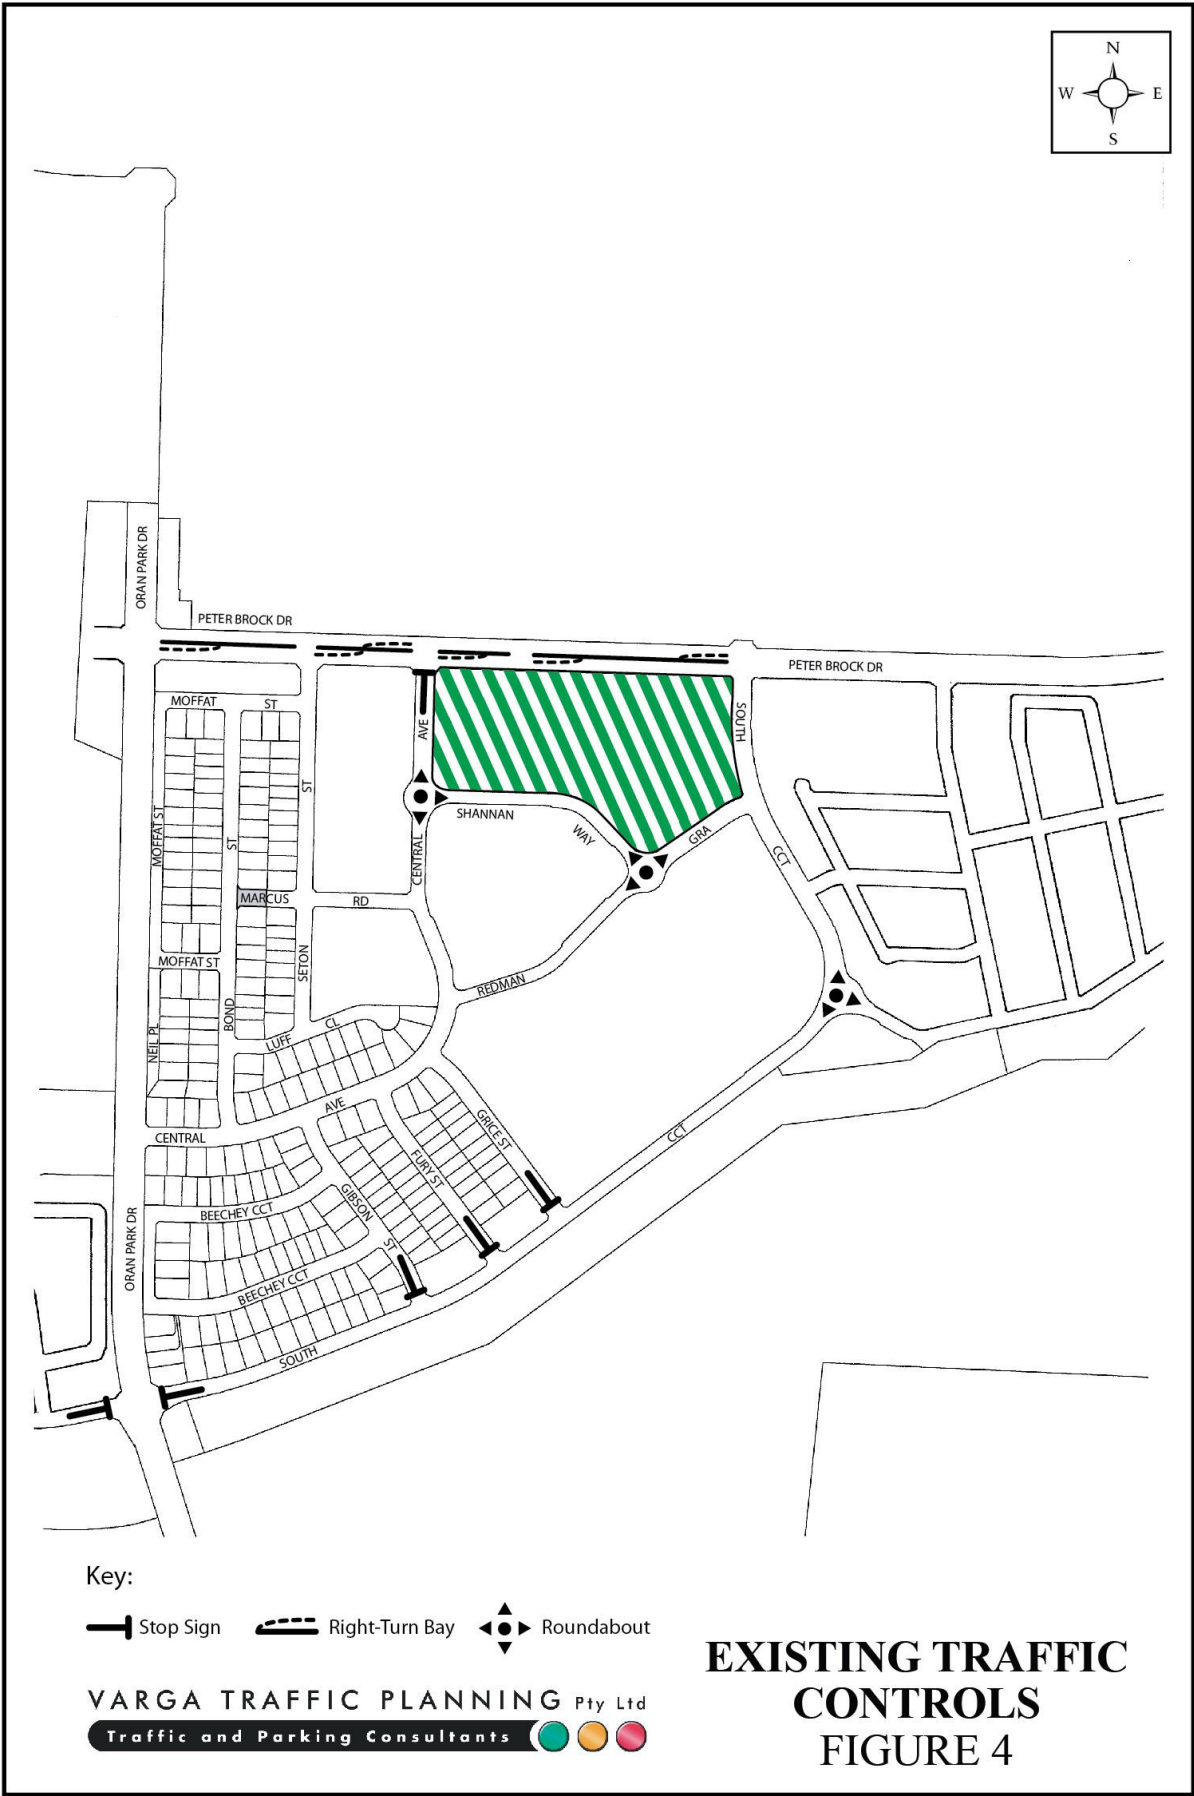 N
W E
S
ORAN PARK DR
PETER BROCK DR
PETER BROCK DR
MOFFAT ST
AVE
SOUTH
ST
SHANNAN
WAY
GRA
MOFFAT ST
ST
CENTRAL
CCT
MARCUS
RD
SETON
MOFFAT ST
REDMAN
BOND
NEIL PL
LUFF CL
AVE
GRICE ST
CCT
CENTRAL
FURY ST
GIBSON
ST
BEECHEY CCT
ORAN PARK DR
BEECHEY CCT
SOUTH
Key:
Stop Sign Right-Turn Bay Roundabout
EXISTING TRAFFIC
CONTROLS
FIGURE 4
VARGA TRAFFIC PLANNING Pty Ltd
Traffic and Parking Consultants